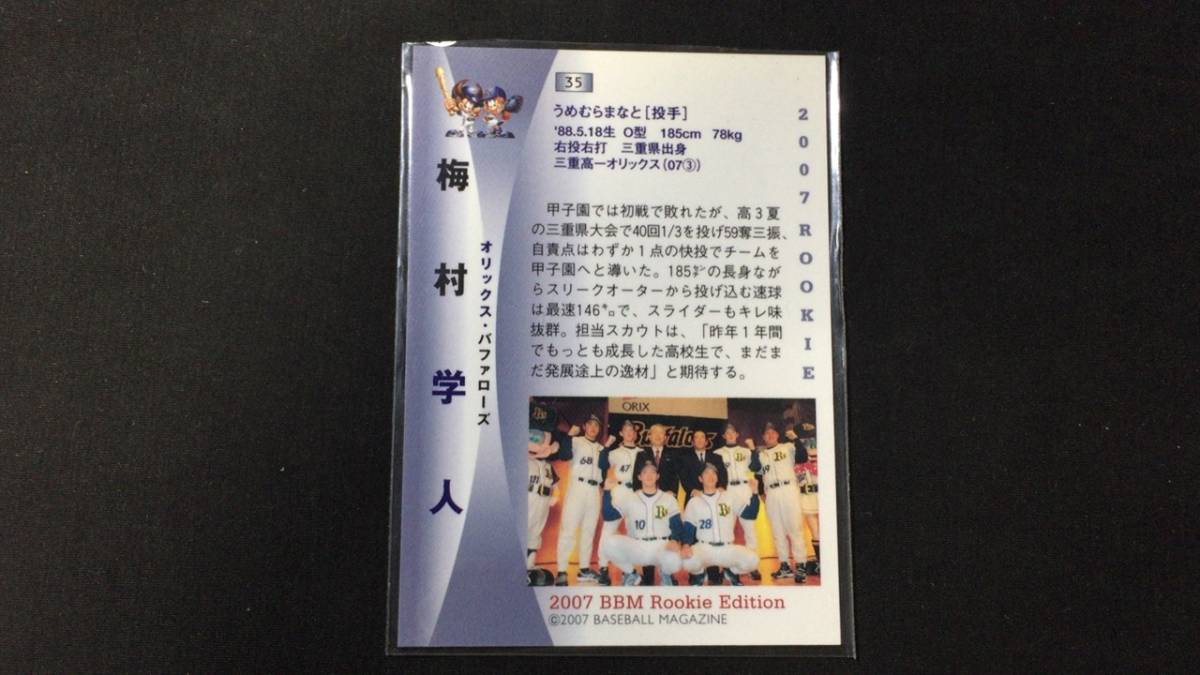 35
うめむらまなと［投手］
'88.5.18生 O型 185cm 78kg
右投右打 三重県出身
三重高ーオリックス（07③）
2007 ROOKIE
梅村学人
オリックス・バファローズ
甲子園では初戦で敗れたが、高３夏
の三重県大会で40回1/3を投げ59奪三振、
自責点はわずか１点の快投でチームを
甲子園へと導いた。185㌢の長身なが
らスリークオーターから投げ込む速球
は最速146㌔で、スライダーもキレ味
抜群。担当スカウトは、「昨年１年間
でもっとも成長した高校生で、まだま
だ発展途上の逸材」と期待する。
ORIX
Buffaloes
68
47
10
28
2007 BBM Rookie Edition
©2007 BASEBALL MAGAZINE